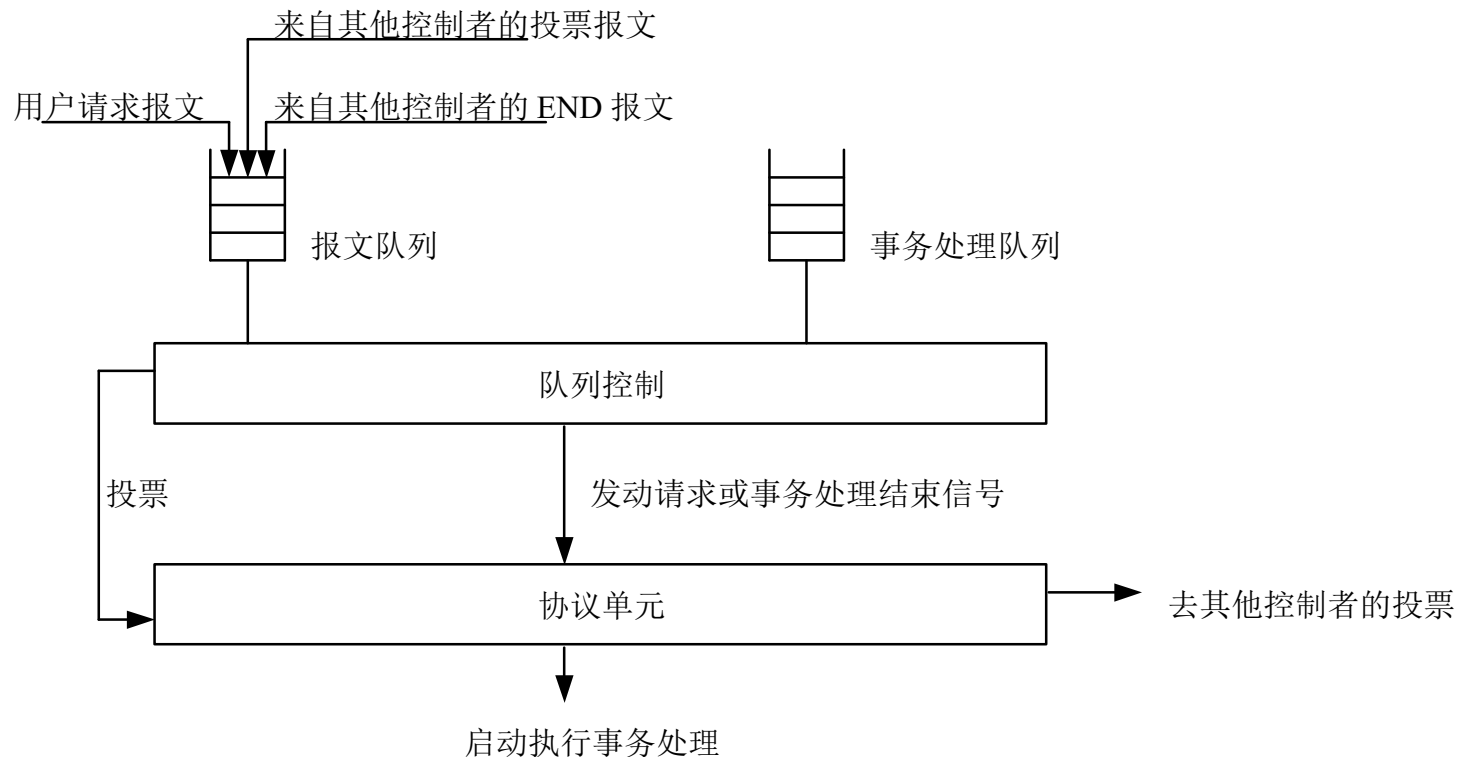 来自其他控制者的投票报文
用户请求报文
来自其他控制者的 END 报文
报文队列
事务处理队列
队列控制
投票
发动请求或事务处理结束信号
协议单元
去其他控制者的投票
启动执行事务处理